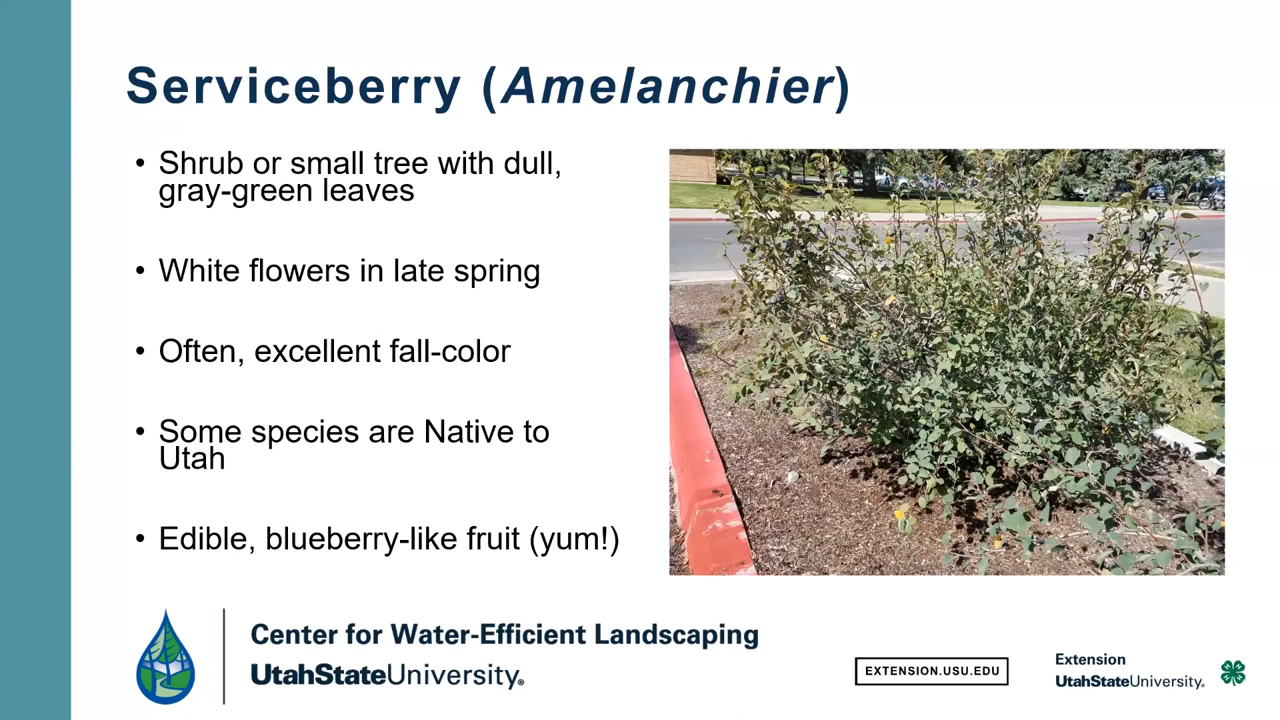 Serviceberry (Amelanchier)
• Shrub or small tree with dull,
gray-green leaves
• White flowers in late spring
• Often, excellent fall-color
• Some species are Native to
Utah
• Edible, blueberry-like fruit (yum!)
Center for Water-Efficient Landscaping
UtahStateUniversity®
EXTENSION.USU.EDU
Extension
UtahStateUniversity®